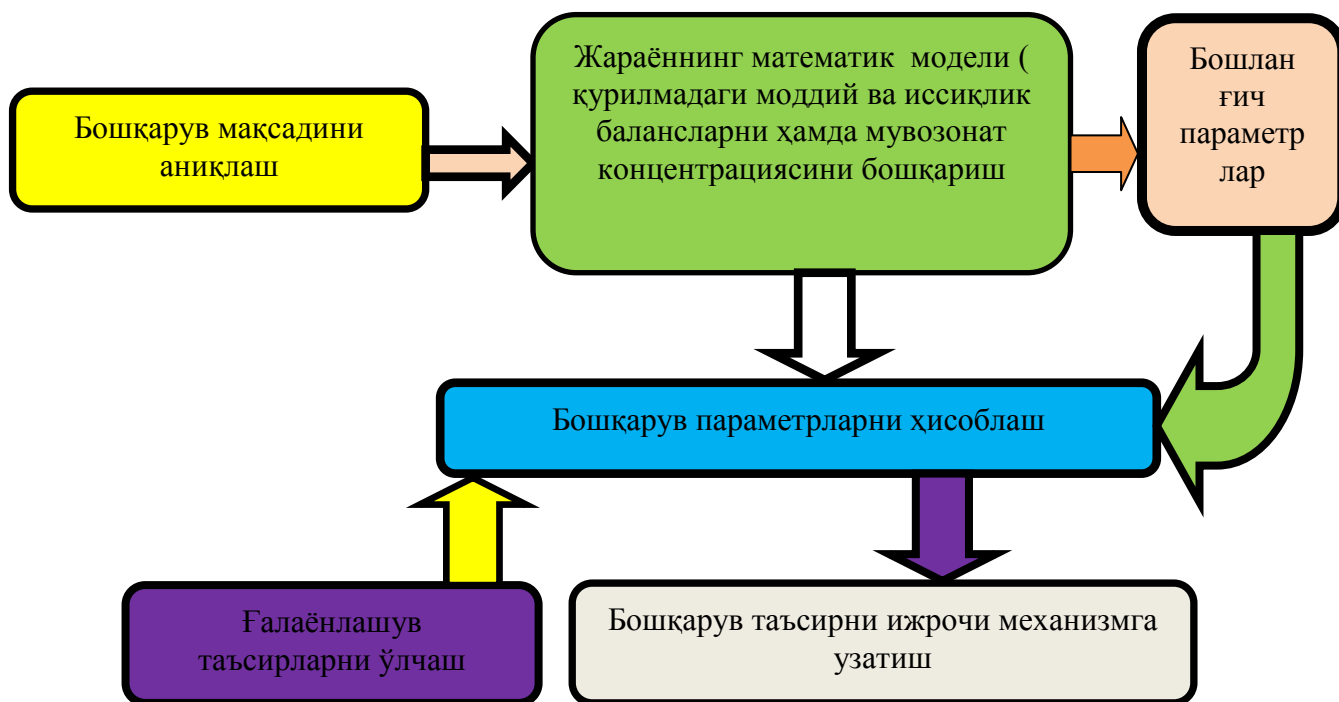 Бошқарув мақсадини
аниқлаш
Жараённинг математик модели (
қурилмадаги моддий ва иссиқлик
балансларни ҳамда мувозонат
концентрациясини бошқариш
Бошлан
ғич
параметр
лар
Бошқарув параметрларни ҳисоблаш
Ғалаёнлашув
таъсирларни ўлчаш
Бошқарув таъсирни ижрочи механизмга
узатиш